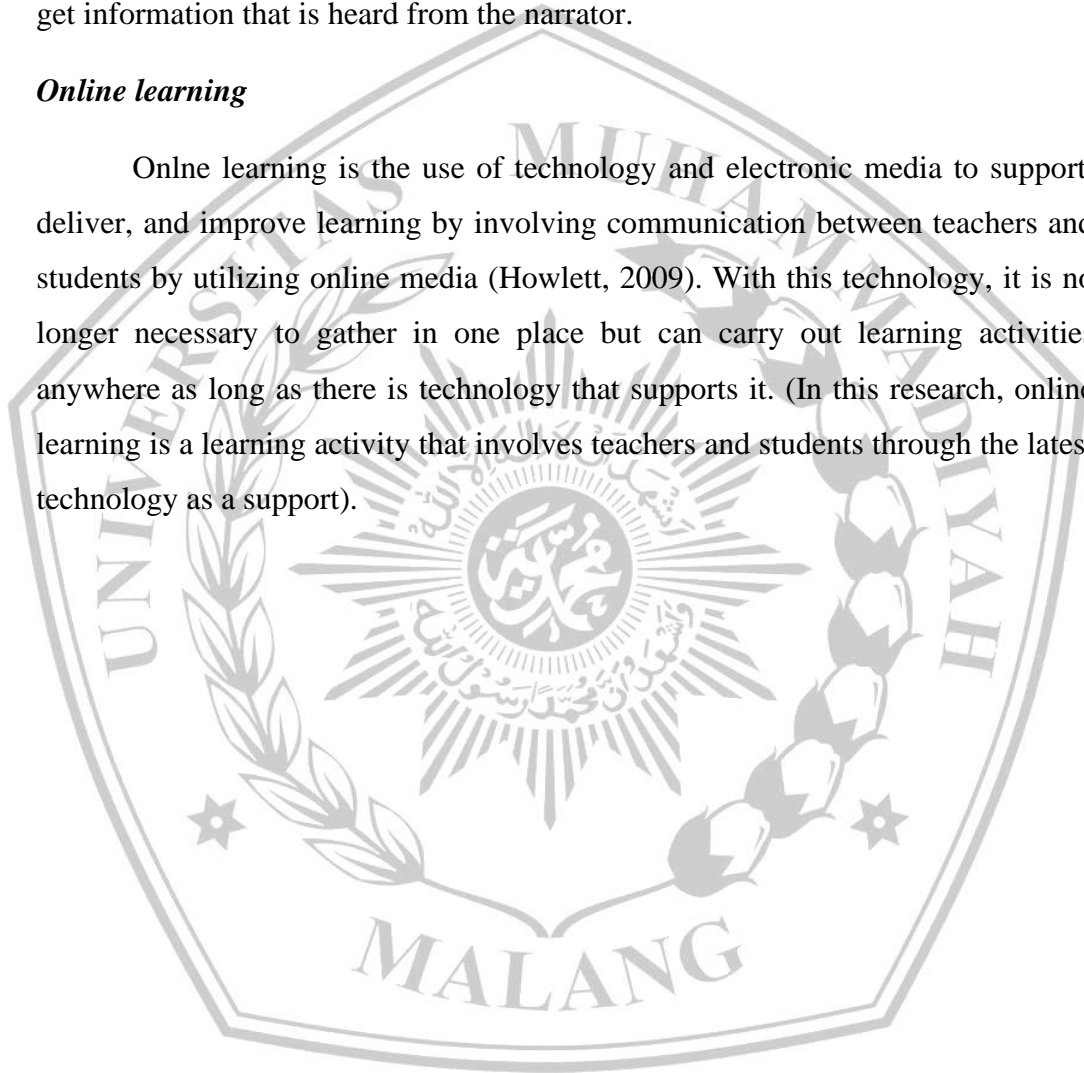 get information that is heard from the narrator.
Online learning
Onlne learning is the use of technology and electronic media to support
deliver, and improve learning by involving communication between teachers and
students by utilizing online media (Howlett, 2009). With this technology, it is no
longer necessary to gather in one place but can carry out learning activitie
anywhere as long as there is technology that supports it. (In this research, online
learning is a learning activity that involves teachers and students through the lates
technology as a support).
UNIVERSITAS MUHAMMADIYAH
MALANG